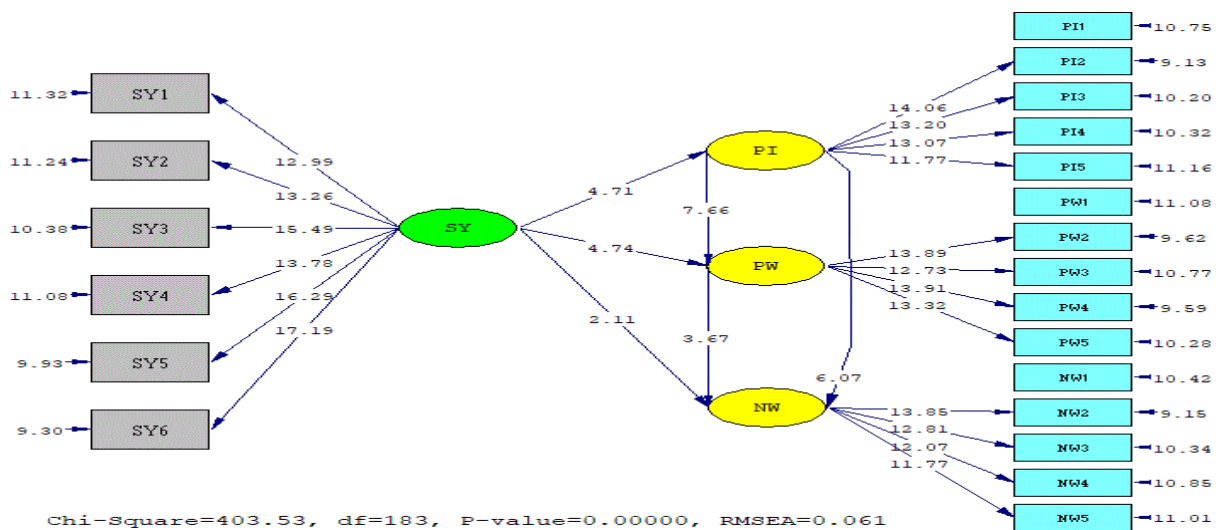 PI1 10.75
PI2 9.13
11.32 SY1
14.06 PI3 10.20
13.20
13.07 PI4 10.32
11.24 SY2 12.99 PI
11.77 PI5 11.16
13.26 4.71
PW1 11.08
7.66
10.38 SY3 15.49 SY
13.89 PW2 9.62
4.74
13.78 PW 12.73 PW3 10.77
11.08 SY4 16.29
13.91 PW4 9.59
13.32
2.11
17.19 3.67 PW5 10.28
9.93 SY5
6.07 NW1 10.42
NW 13.85 NW2 9.15
9.30 SY6 12.81
12.07 NW3 10.34
11.77
NW4 10.85
Chi-Square=403.53, df=183, P-value=0.00000, RMSEA=0.061
NW5 11.01